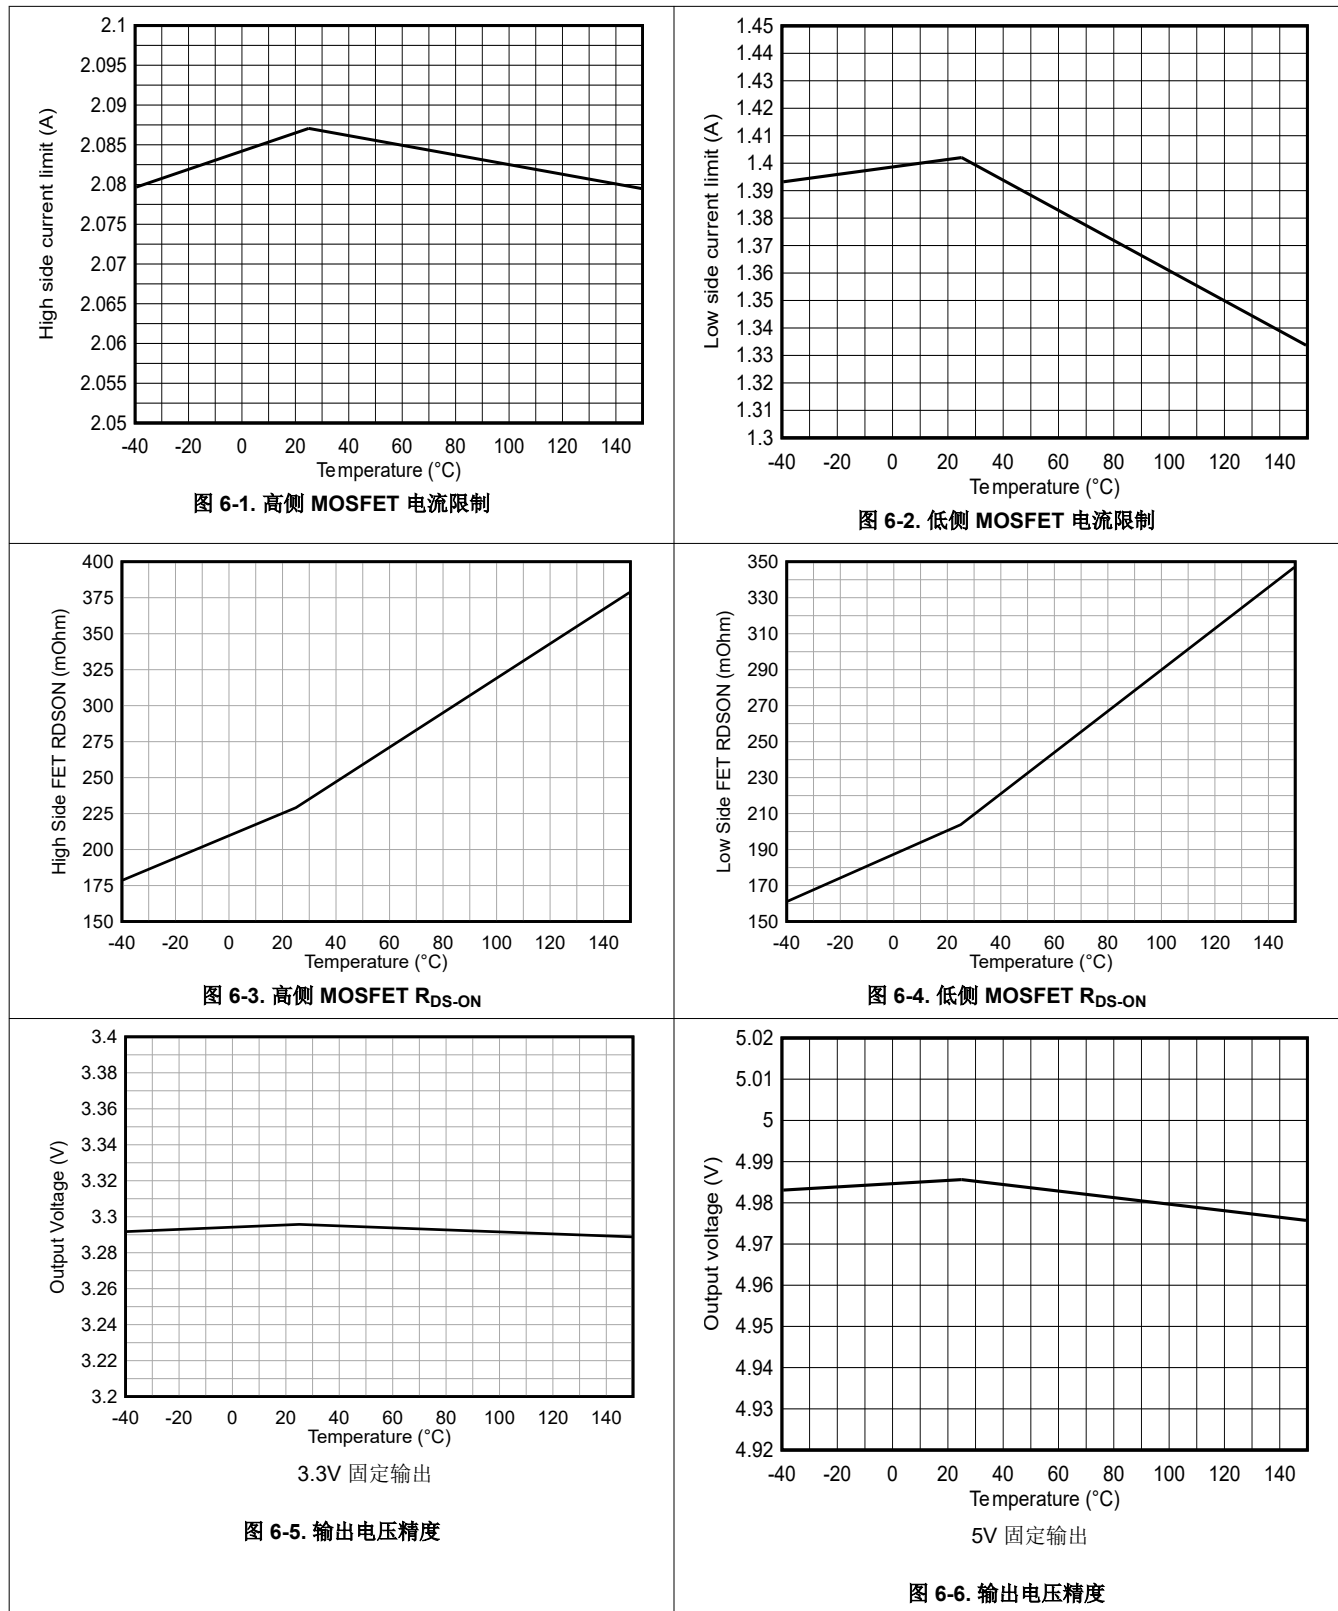 High side current limit (A)
2.1
2.095
2.09
2.085
2.08
2.075
2.07
2.065
2.06
2.055
2.05
-40 -20 0 20 40 60 80 100 120 140
Temperature (°C)
图 6-1. 高侧 MOSFET 电流限制
Low side current limit (A)
1.45
1.44
1.43
1.42
1.41
1.4
1.39
1.38
1.37
1.36
1.35
1.34
1.33
1.32
1.31
1.3
-40 -20 0 20 40 60 80 100 120 140
Temperature (°C)
图 6-2. 低侧 MOSFET 电流限制
High Side FET RDSON (mOhm)
400
375
350
325
300
275
250
225
200
175
150
-40 -20 0 20 40 60 80 100 120 140
Temperature (°C)
图 6-3. 高侧 MOSFET RDS-ON
Low Side FET RDSON (mOhm)
350
330
310
290
270
250
230
210
190
170
150
-40 -20 0 20 40 60 80 100 120 140
Temperature (°C)
图 6-4. 低侧 MOSFET RDS-ON
Output Voltage (V)
3.4
3.38
3.36
3.34
3.32
3.3
3.28
3.26
3.24
3.22
3.2
-40 -20 0 20 40 60 80 100 120 140
Temperature (°C)
3.3V 固定输出
图 6-5. 输出电压精度
Output voltage (V)
5.02
5.01
5
4.99
4.98
4.97
4.96
4.95
4.94
4.93
4.92
-40 -20 0 20 40 60 80 100 120 140
Temperature (°C)
5V 固定输出
图 6-6. 输出电压精度